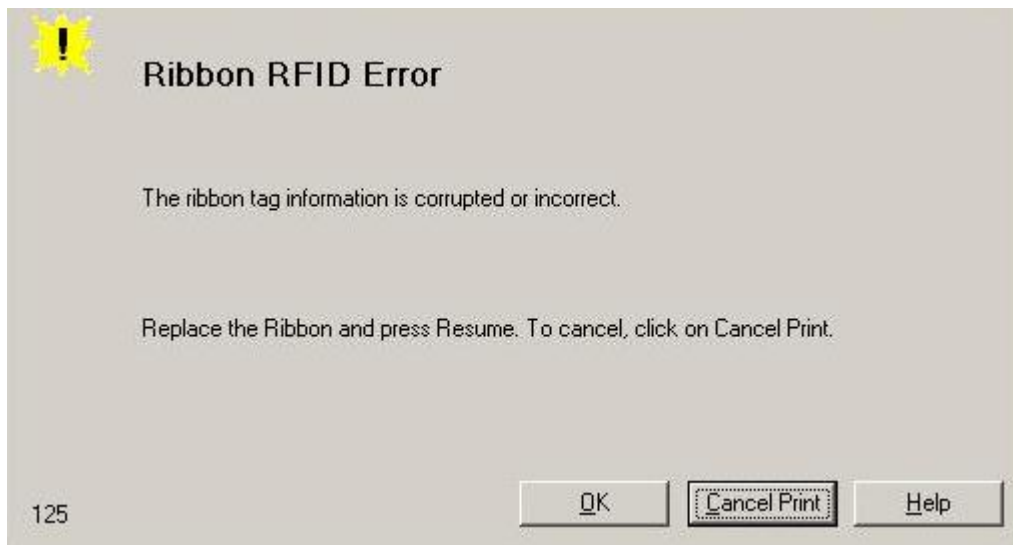 !
Ribbon RFID Error
The ribbon tag information is corrupted or incorrect.
Replace the Ribbon and press Resume. To cancel, click on Cancel Print.
125
OK
Cancel Print
Help